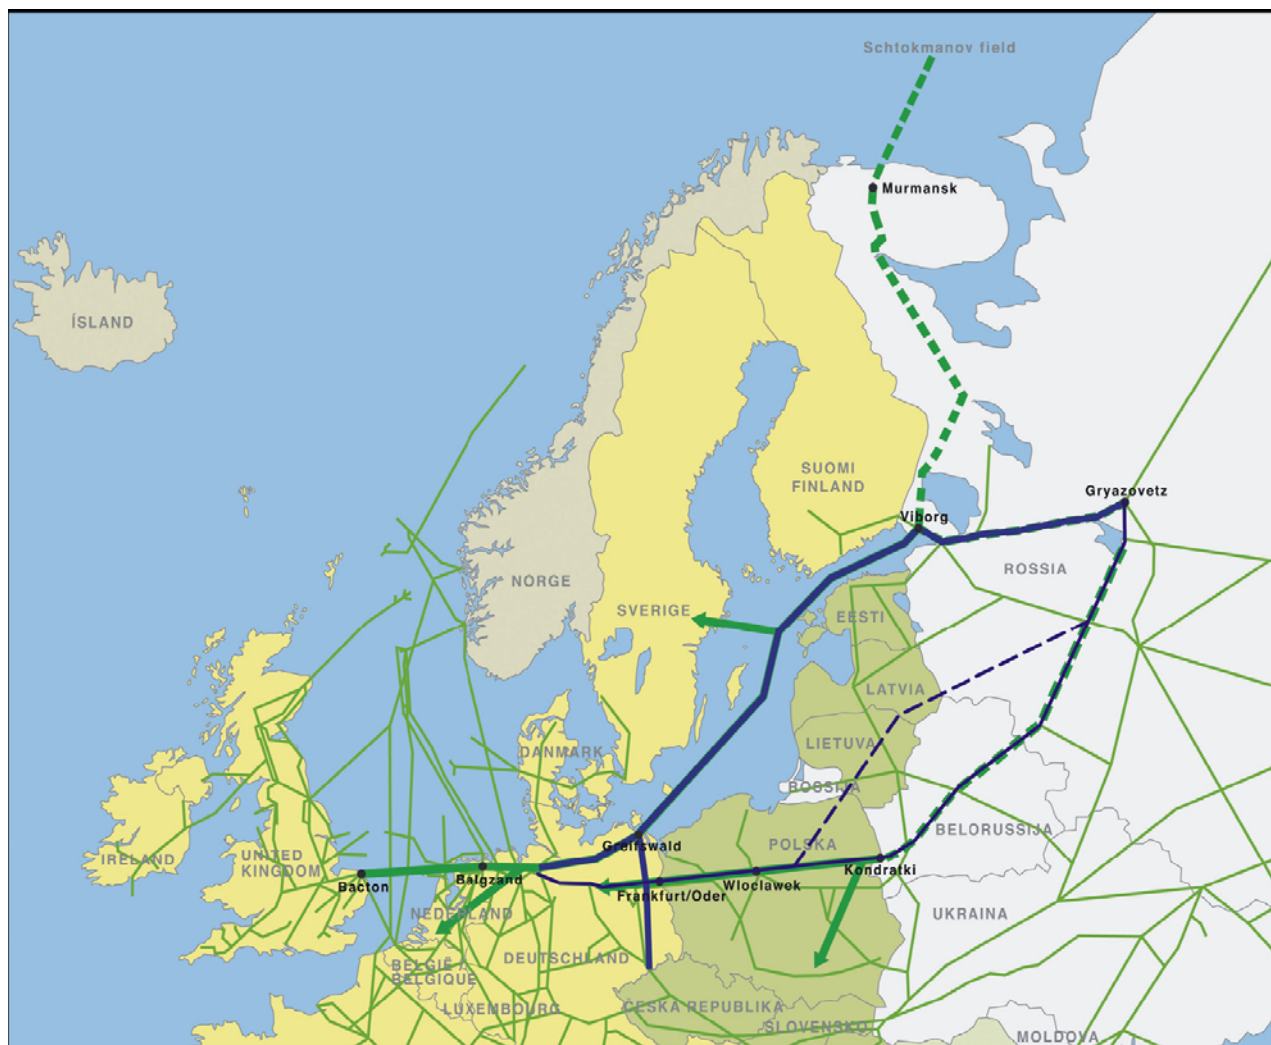 Schtokmanov field
Murmansk
ÍSLAND
SUOMI
FINLAND
Gryazovetz
Viborg
ROSSIA
NORGE
SVERIGE
EESTI
LATVIA
LIETUVA
DANMARK
ROSSIJA
BELORUSSIJA
POLSKA
IRELAND
UNITED
KINGDOM
Greifswald
Bacton
Balgzand
Kondratki
Wloclawek
Frankfurt/Oder
NEDERLAND
UKRAINA
DEUTSCHLAND
BELGIË /
BELGIQUE
LUXEMBOURG
ČESKA REPUBLIKA
SLOVENSKO
MOLDOVA